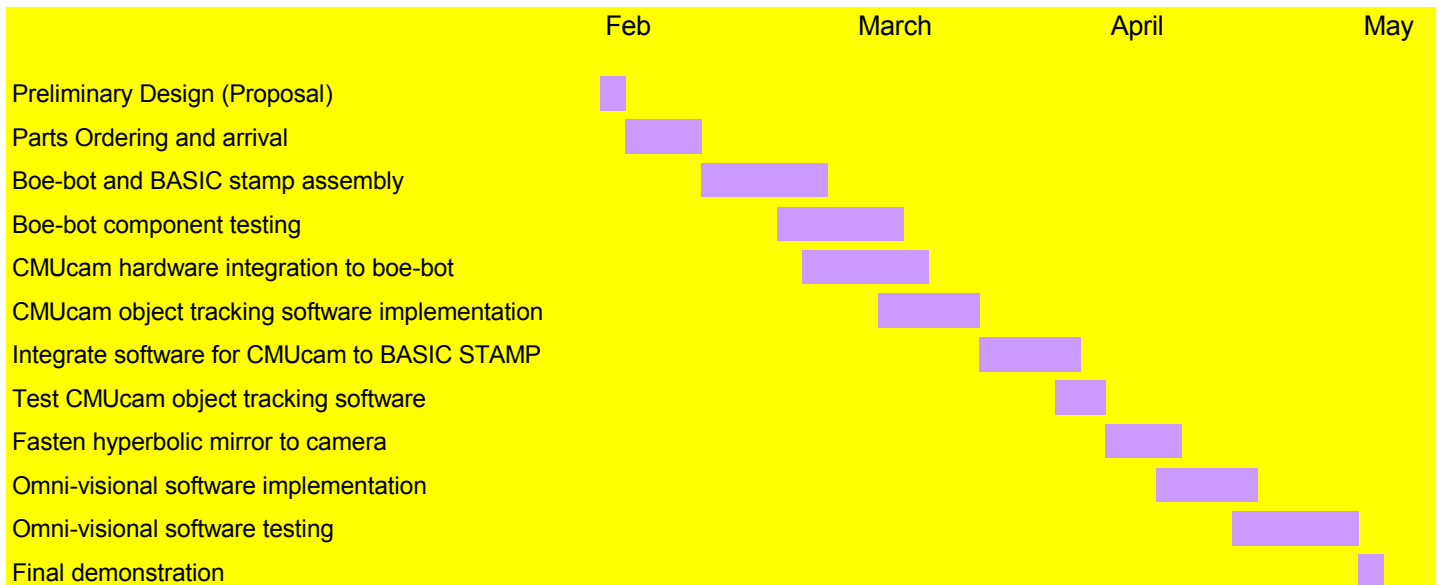 Feb March April May
Preliminary Design (Proposal)
Parts Ordering and arrival
Boe-bot and BASIC stamp assembly
Boe-bot component testing
CMUcam hardware integration to boe-bot
CMUcam object tracking software implementation
Integrate software for CMUcam to BASIC STAMP
Test CMUcam object tracking software
Fasten hyperbolic mirror to camera
Omni-visional software implementation
Omni-visional software testing
Final demonstration